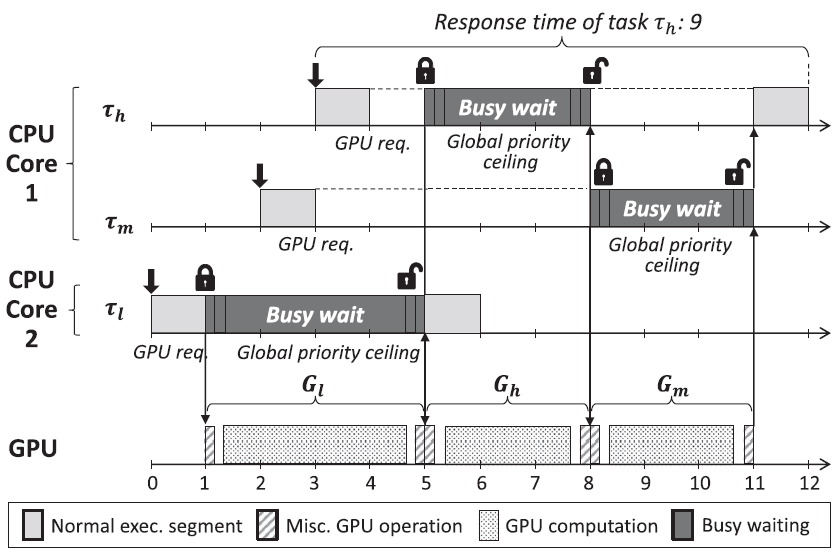 Response time of task τh: 9
CPU
Core
1
τh
Busy wait
GPU req.
Global priority
ceiling
τm
Busy wait
GPU req.
Global priority
ceiling
CPU
Core
2
τl
Busy wait
GPU req.
Global priority ceiling
Gl
Gh
Gm
GPU
0 1 2 3 4 5 6 7 8 9 10 11 12
Normal exec. segment
Misc. GPU operation
GPU computation
Busy waiting